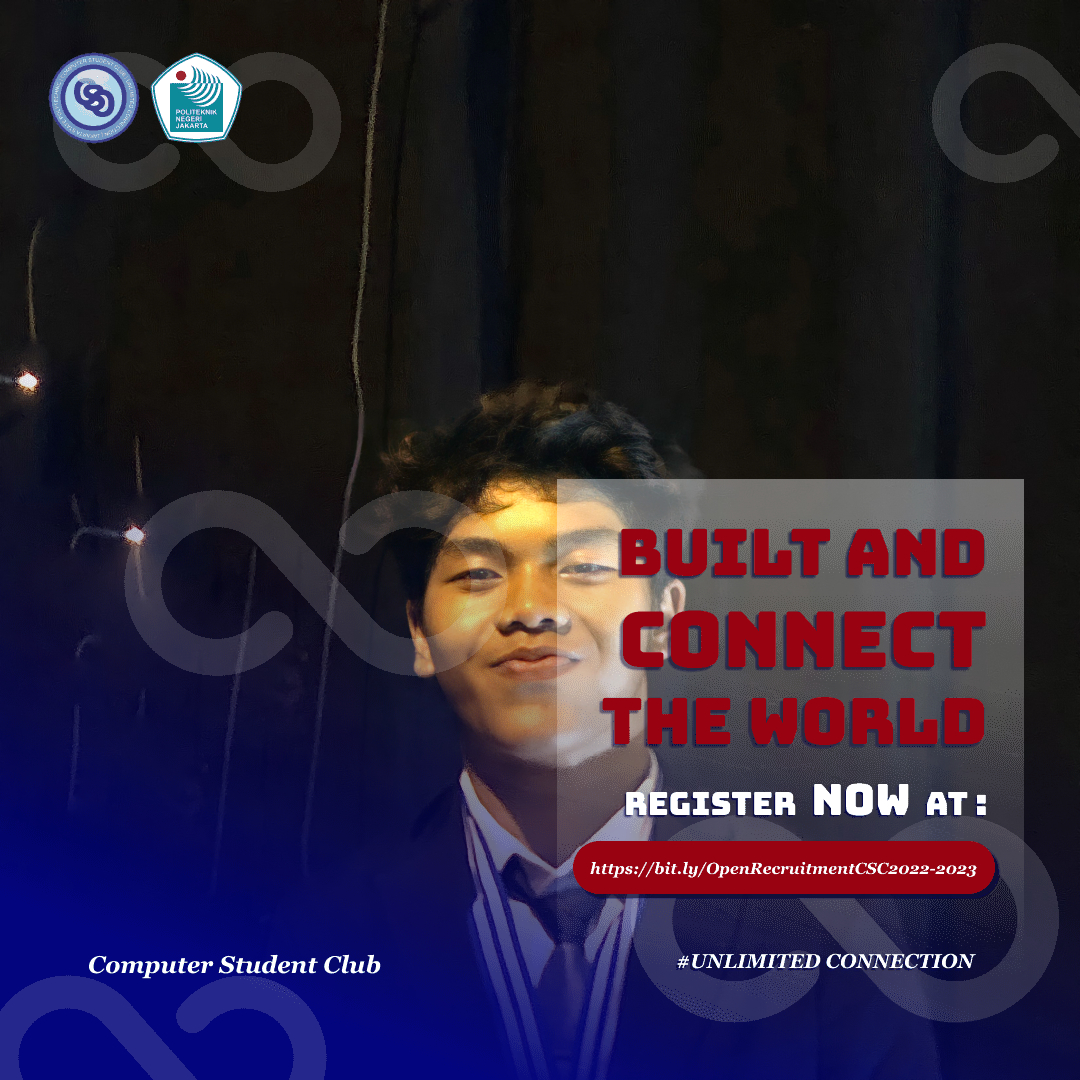 POLITEKNIK
NEGERI
JAKARTA
BUILT AND
CONNECT
THE WORLD
REGISTER NOW AT :
https://bit.ly/OpenRecruitmentCSC2022-2023
Computer Student Club
#UNLIMITED CONNECTION